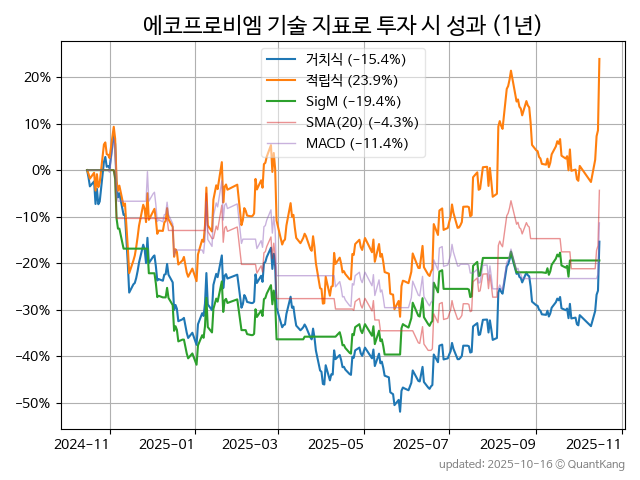 에코프로비엠 기술 지표로 투자 시 성과 (1년)
거치식 (−15.4%)
적립식 (23.9%)
SigM (−19.4%)
SMA(20) (−4.3%)
MACD (−11.4%)
20%
10%
0%
−10%
−20%
−30%
−40%
−50%
2024-11 2025-01 2025-03 2025-05 2025-07 2025-09 2025-11
updated: 2025-10-16 © QuantKang